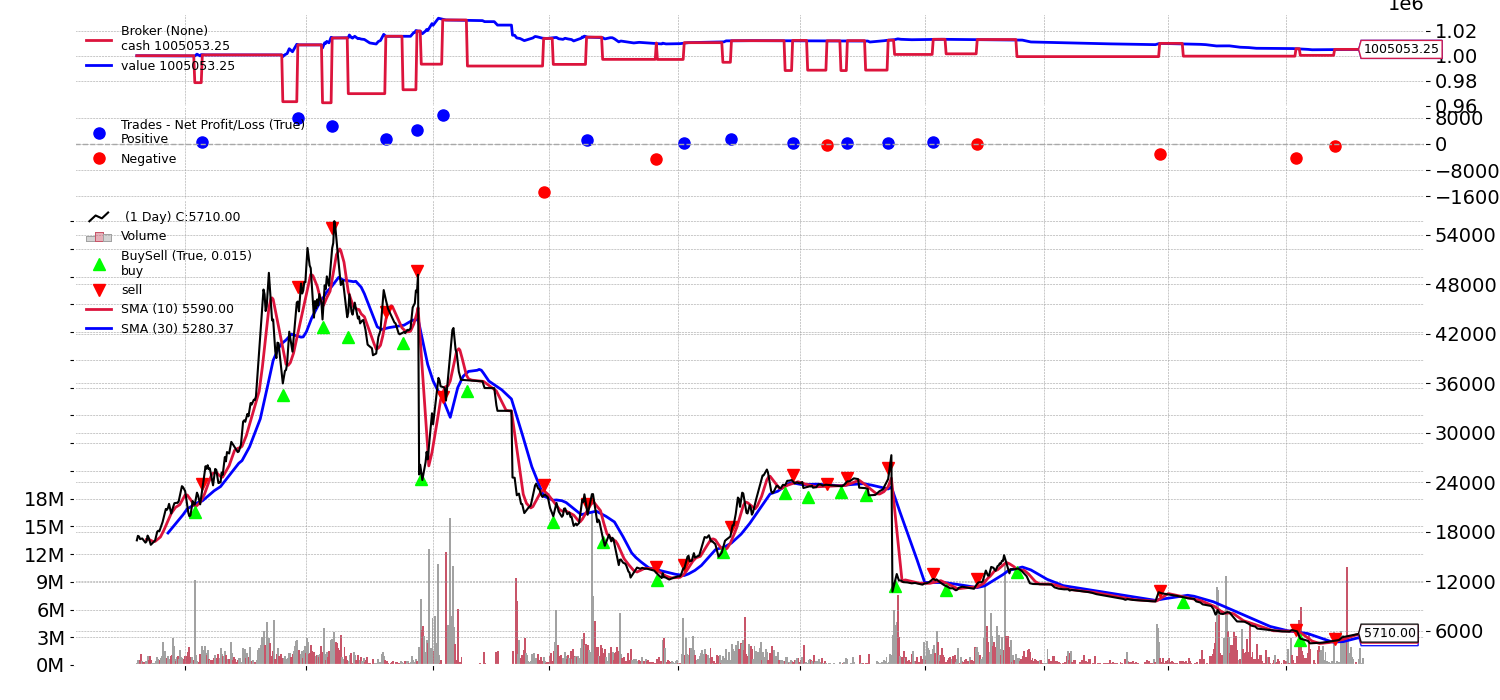 1e6
Broker (None)
cash 1005053.25
value 1005053.25
1.02
1005053.25
1.00
0.98
0.96
Trades - Net Profit/Loss (True)
Positive
Negative
8000
0
−8000
−1600
(1 Day) C:5710.00
Volume
BuySell (True, 0.015)
buy
sell
SMA (10) 5590.00
SMA (30) 5280.37
54000
48000
42000
36000
30000
24000
18000
12000
6000
5710.00
18M
15M
12M
9M
6M
3M
0M